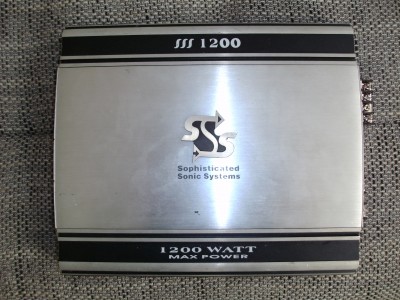 SSS 1200
SSS
Sophisticated
Sonic Systems
1200 WATT
MAX POWER